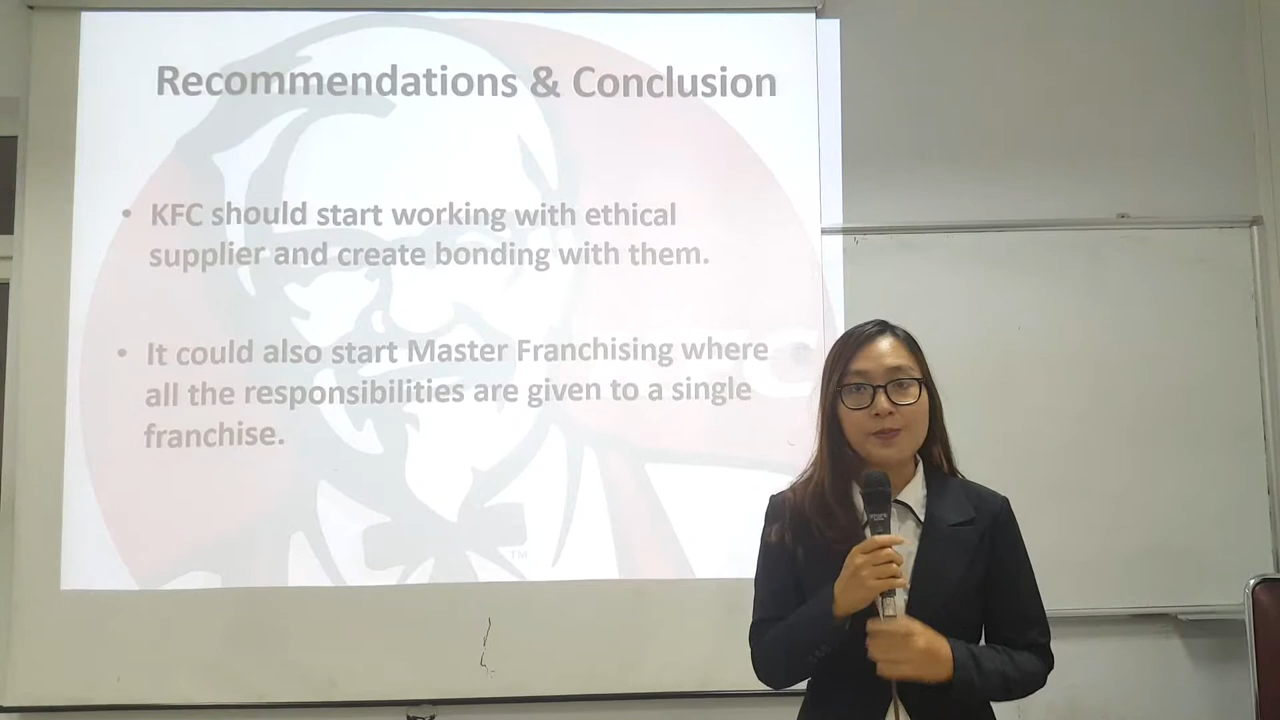 Recommendations & Conclusion
• KFC should start working with ethical
supplier and create bonding with them.
• It could also start Master Franchising where
all the responsibilities are given to a single
franchise.
TM